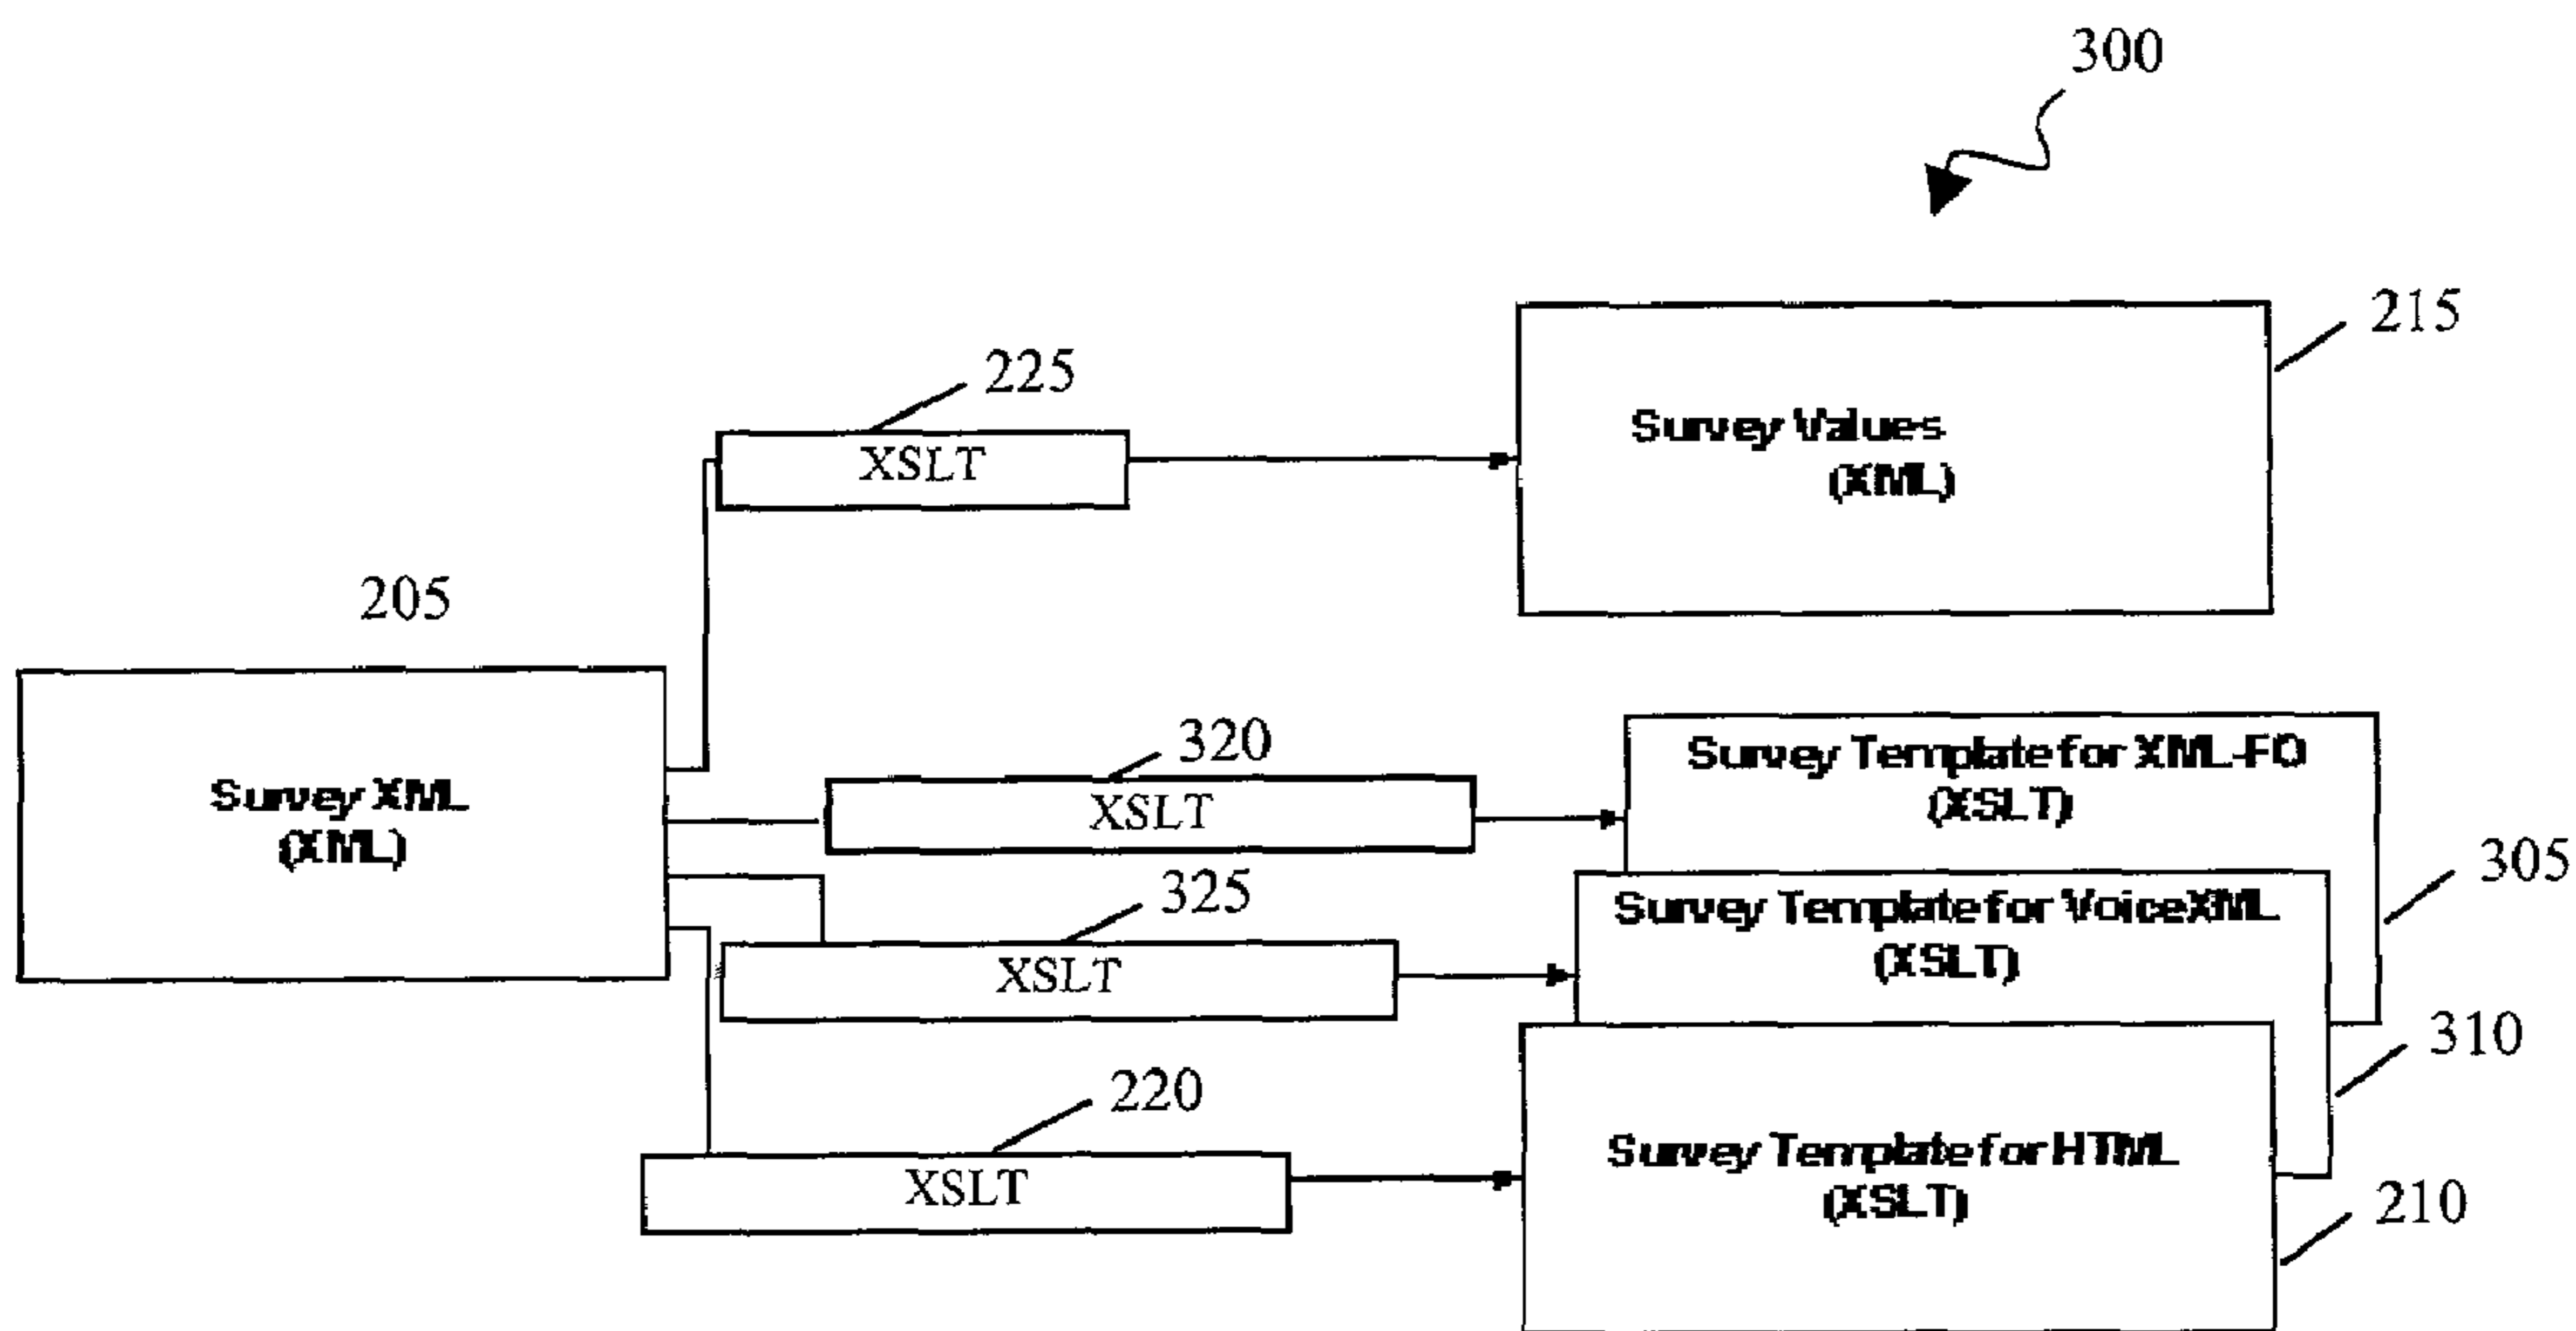 300
215
225
XSLT
Survey Values
(XML)
205
320
Survey Template for XML-FO
(XSLT)
XSLT
Survey XML
(XML)
305
325
Survey Template for VoiceXML
(XSLT)
XSLT
310
220
Survey Template for HTML
(XSLT)
XSLT
210